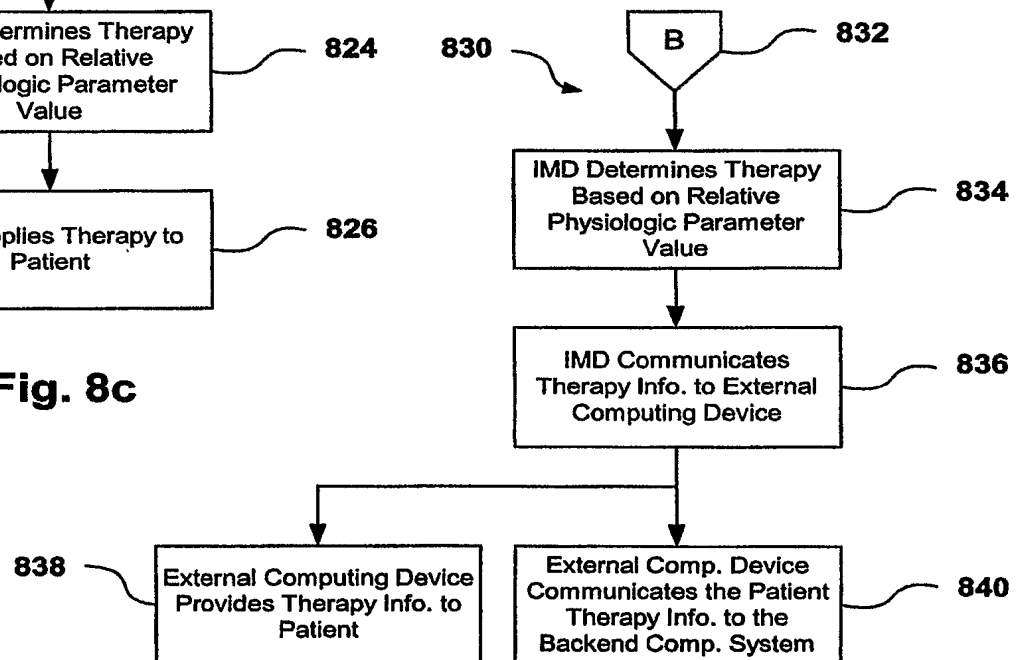 ermines Therapy
ed on Relative
logic Parameter
Value
824
plies Therapy to
Patient
826
Fig. 8c
830
B
832
IMD Determines Therapy
Based on Relative
Physiologic Parameter
Value
834
IMD Communicates
Therapy Info. to External
Computing Device
836
838
External Computing Device
Provides Therapy Info. to
Patient
External Comp. Device
Communicates the Patient
Therapy Info. to the
Backend Comp. System
840